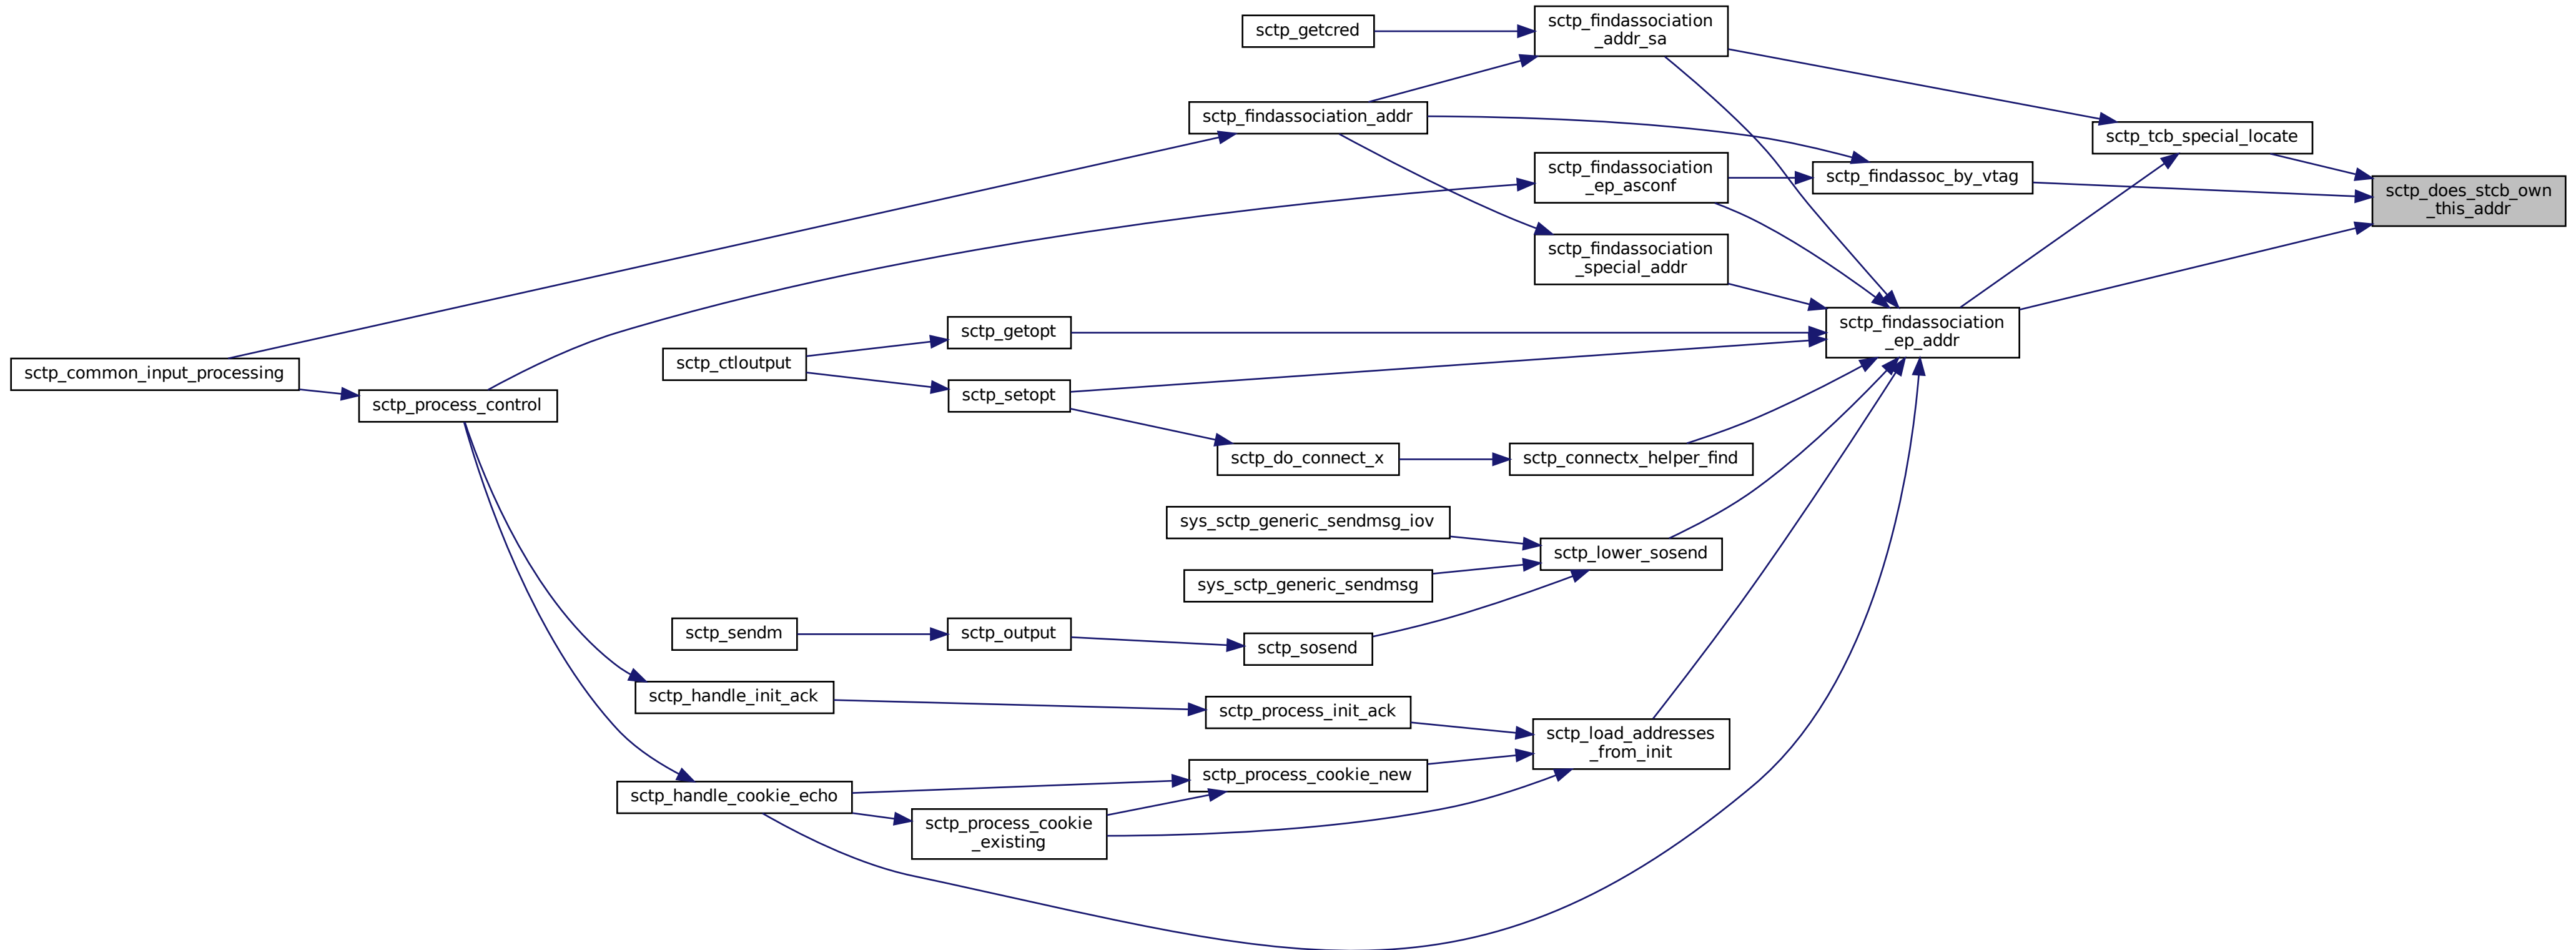 sctp_findassociation
_addr_sa
sctp_getcred
sctp_findassociation_addr
sctp_tcb_special_locate
sctp_findassociation
_ep_asconf
sctp_findassoc_by_vtag
sctp_does_stcb_own
_this_addr
sctp_findassociation
_special_addr
sctp_findassociation
_ep_addr
sctp_getopt
sctp_ctloutput
sctp_common_input_processing
sctp_setopt
sctp_process_control
sctp_do_connect_x
sctp_connectx_helper_find
sys_sctp_generic_sendmsg_iov
sctp_lower_sosend
sys_sctp_generic_sendmsg
sctp_sendm
sctp_output
sctp_sosend
sctp_handle_init_ack
sctp_process_init_ack
sctp_load_addresses
_from_init
sctp_process_cookie_new
sctp_handle_cookie_echo
sctp_process_cookie
_existing